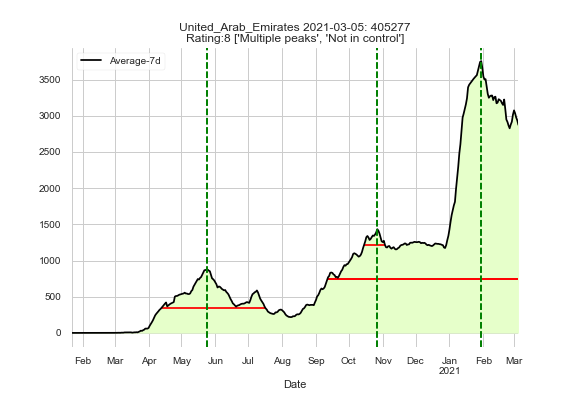 United_Arab_Emirates 2021-03-05: 405277
Rating:8 ['Multiple peaks', 'Not in control']
Average-7d
3500
3000
2500
2000
1500
1000
500
0
Feb Mar Apr May Jun Jul Aug Sep Oct Nov Dec Jan Feb Mar
2021
Date